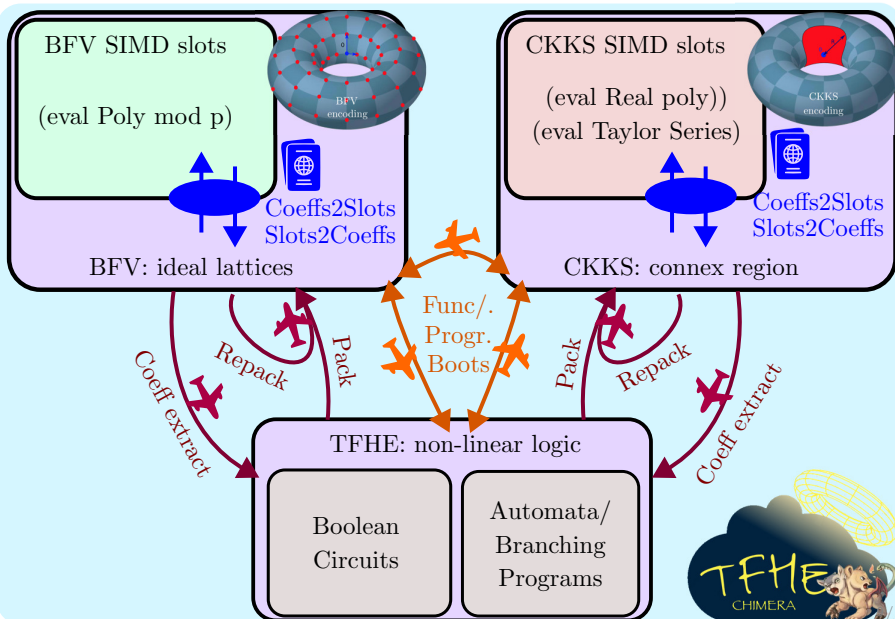 BFV SIMD slots
(eval Poly mod p)
BFV
encoding
Coeffs2Slots
Slots2Coeffs
BFV: ideal lattices
CKKS SIMD slots
(eval Real poly))
(eval Taylor Series)
CKKS
encoding
Coeffs2Slots
Slots2Coeffs
CKKS: connex region
Func/.
Progr.
Boots
Coeff extract
Repack
Pack
Pack
Repack
Coeff extract
TFHE: non-linear logic
Boolean
Circuits
Automata/
Branching
Programs
TFHE
CHIMERA